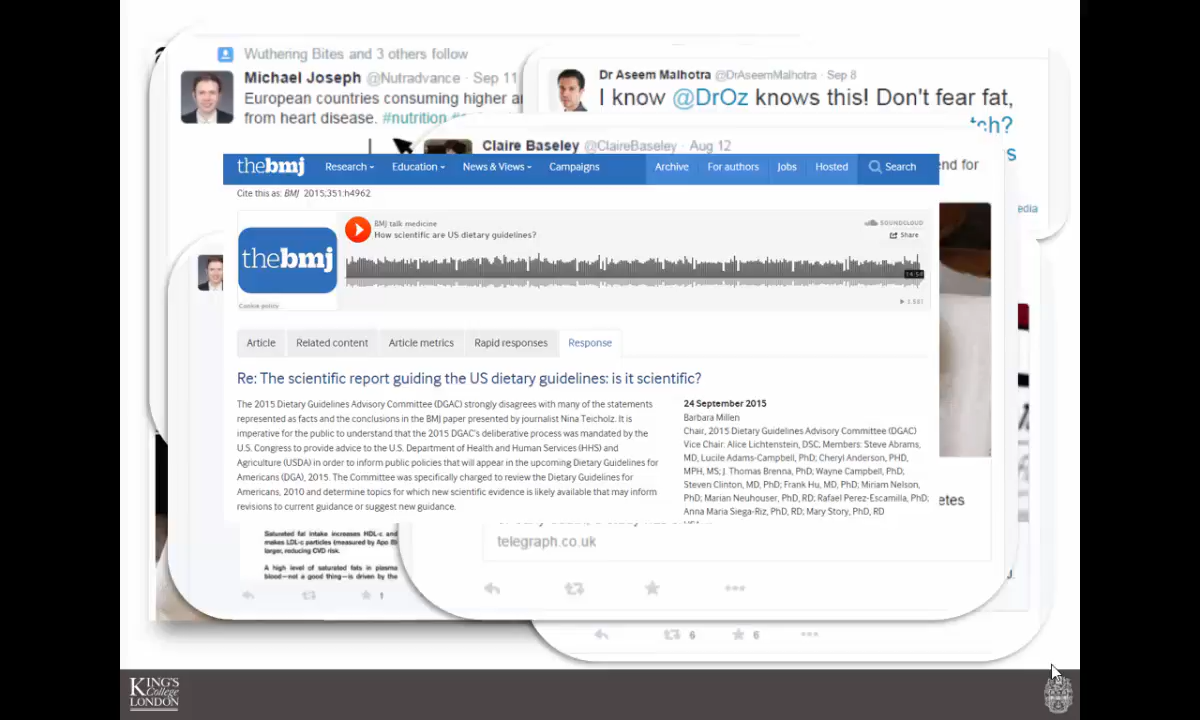 Wuthering Bites and 3 others follow
Michael Joseph @Nutradvance · Sep 11
European countries consuming higher
from heart disease. #nutrition
Dr Aseem Malhotra @DrAseemMalhotra · Sep 8
I know @DrOz knows this! Don't fear fat,
Claire Baseley @ClaireBaseley · Aug 12
thebmj Research Education News & Views Campaigns Archive For authors Jobs Hosted Search
Cite this as: BMJ 2015;351:h4962
BMJ talk medicine
How scientific are US dietary guidelines?
SOUNDCLOUD
Share
thebmj
Cookie policy
Article Related content Article metrics Rapid responses Response
Re: The scientific report guiding the US dietary guidelines: is it scientific?
The 2015 Dietary Guidelines Advisory Committee (DGAC) strongly disagrees with many of the statements
represented as facts and the conclusions in the BMJ paper presented by journalist Nina Teicholz. It is
imperative for the public to understand that the 2015 DGAC's deliberative process was mandated by the
U.S. Congress to provide advice to the U.S. Department of Health and Human Services (HHS) and
Agriculture (USDA) in order to inform public policies that will appear in the upcoming Dietary Guidelines for
Americans (DGA), 2015. The Committee was specifically charged to review the Dietary Guidelines for
Americans, 2010 and determine topics for which new scientific evidence is likely available that may inform
revisions to current guidance or suggest new guidance.
24 September 2015
Barbara Millen
Chair, 2015 Dietary Guidelines Advisory Committee (DGAC)
Vice Chair: Alice Lichtenstein, DSC; Members: Steve Abrams,
MD, Lucile Adams-Campbell, PhD; Cheryl Anderson, PHD,
MPH, MS; J. Thomas Brenna, PhD; Wayne Campbell, PhD;
Steven Clinton, MD, PhD; Frank Hu, MD, PhD; Miriam Nelson,
PhD; Marian Neuhouser, PhD, RD; Rafael Perez-Escamilla, PhD;
Anna Maria Siega-Riz, PhD, RD; Mary Story, PhD, RD
Saturated fat intake increases HDL-c and
makes LDL-c particles (measured by Apo B)
larger, reducing CVD risk.
A high level of saturated fats in plasma
blood—not a good thing—is driven by the
telegraph.co.uk
1
6 6
KING'S
College
LONDON